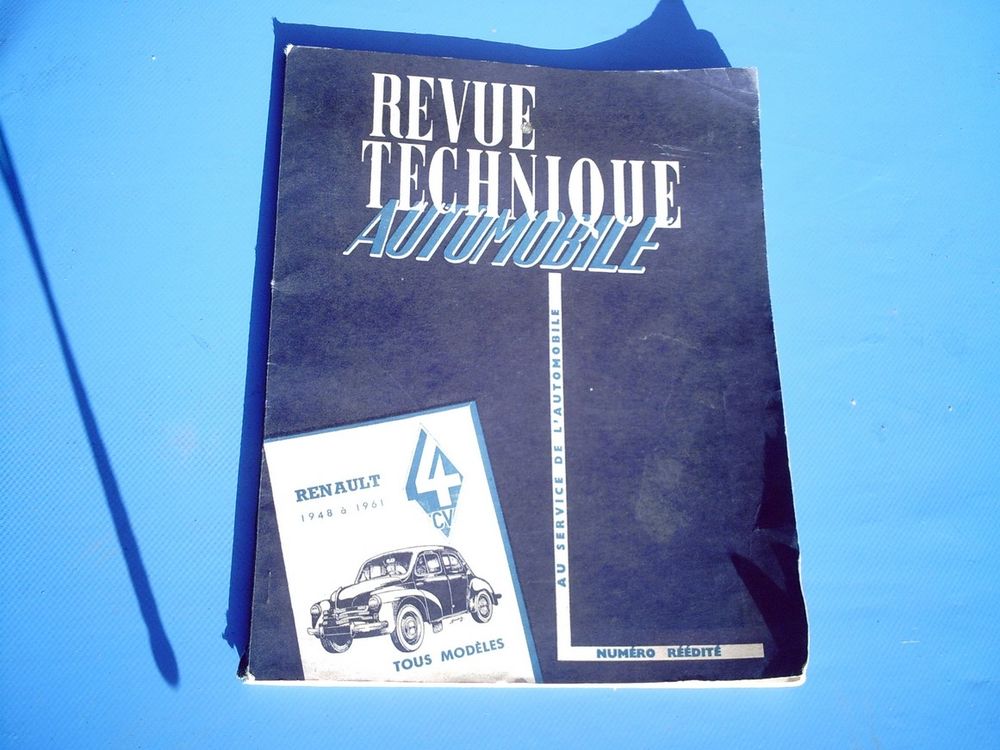 REVUE
TECHNIQUE
AUTOMOBILE
AU SERVICE DE L'AUTOMOBILE
RENAULT
1948 à 1961
4
CV
TOUS MODÈLES
NUMÉRO RÉÉDITÉ